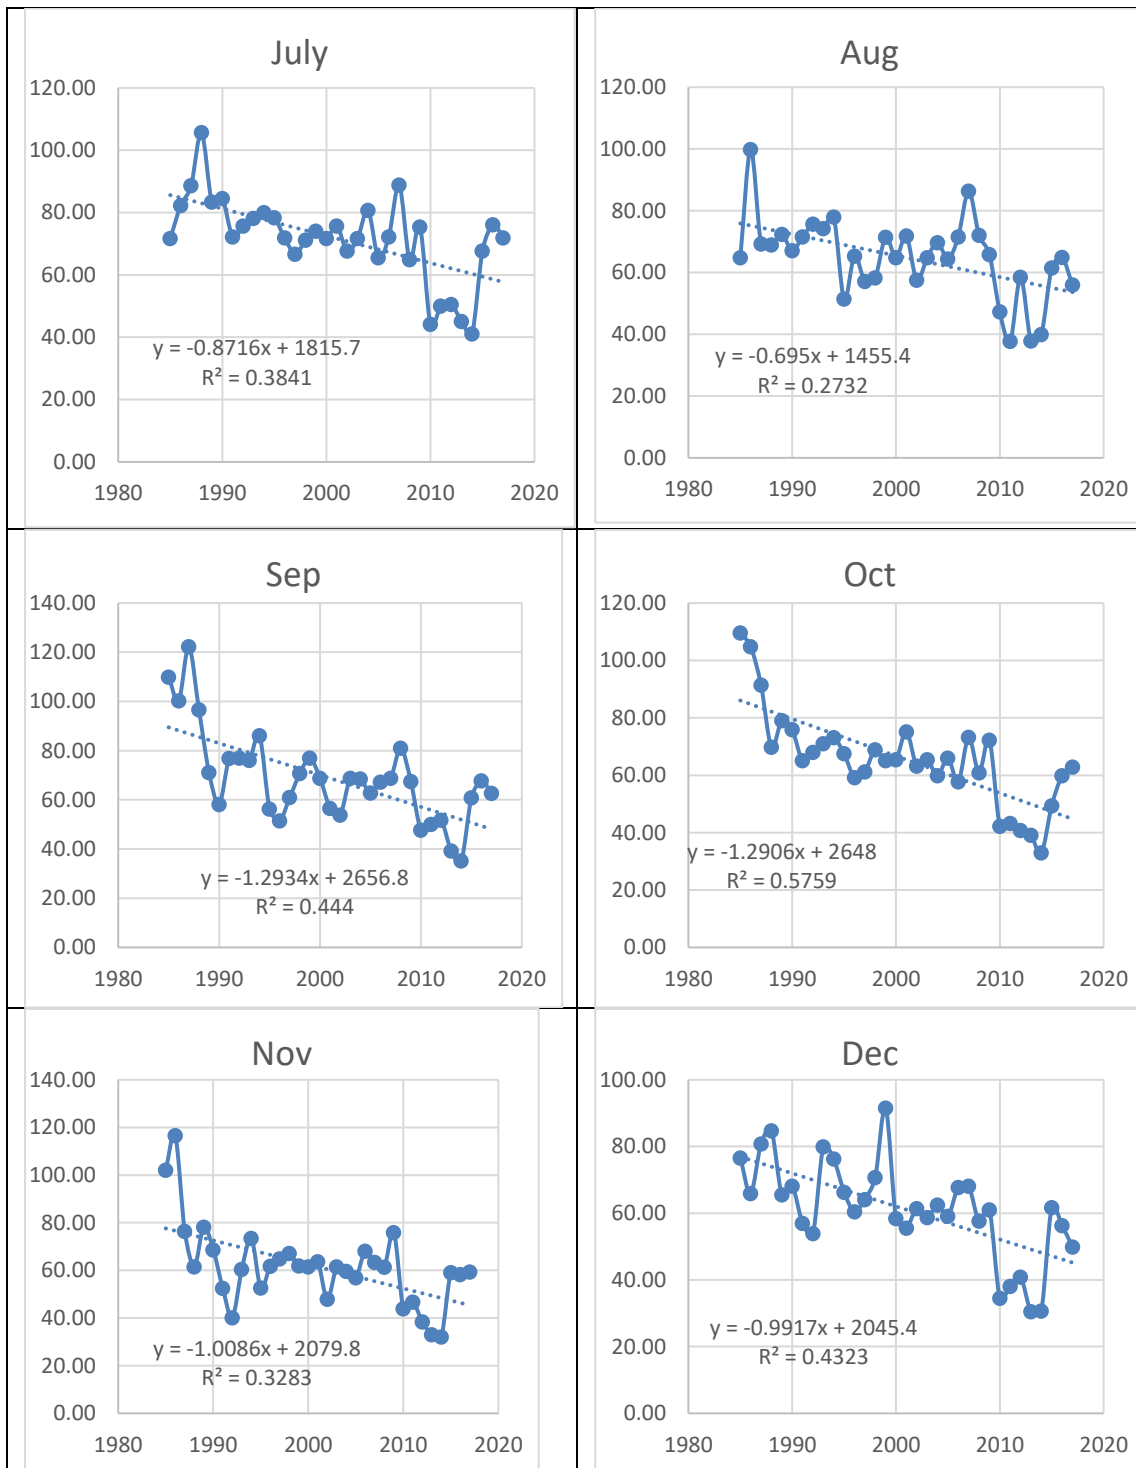 July
120.00
100.00
80.00
60.00
40.00
20.00
0.00
y = -0.8716x + 1815.7
R² = 0.3841
1980 1990 2000 2010 2020
Aug
120.00
100.00
80.00
60.00
40.00
20.00
0.00
y = -0.695x + 1455.4
R² = 0.2732
1980 1990 2000 2010 2020
Sep
140.00
120.00
100.00
80.00
60.00
40.00
20.00
0.00
y = -1.2934x + 2656.8
R² = 0.444
1980 1990 2000 2010 2020
Oct
120.00
100.00
80.00
60.00
40.00
20.00
0.00
y = -1.2906x + 2648
R² = 0.5759
1980 1990 2000 2010 2020
Nov
140.00
120.00
100.00
80.00
60.00
40.00
20.00
0.00
y = -1.0086x + 2079.8
R² = 0.3283
1980 1990 2000 2010 2020
Dec
100.00
80.00
60.00
40.00
20.00
0.00
y = -0.9917x + 2045.4
R² = 0.4323
1980 1990 2000 2010 2020